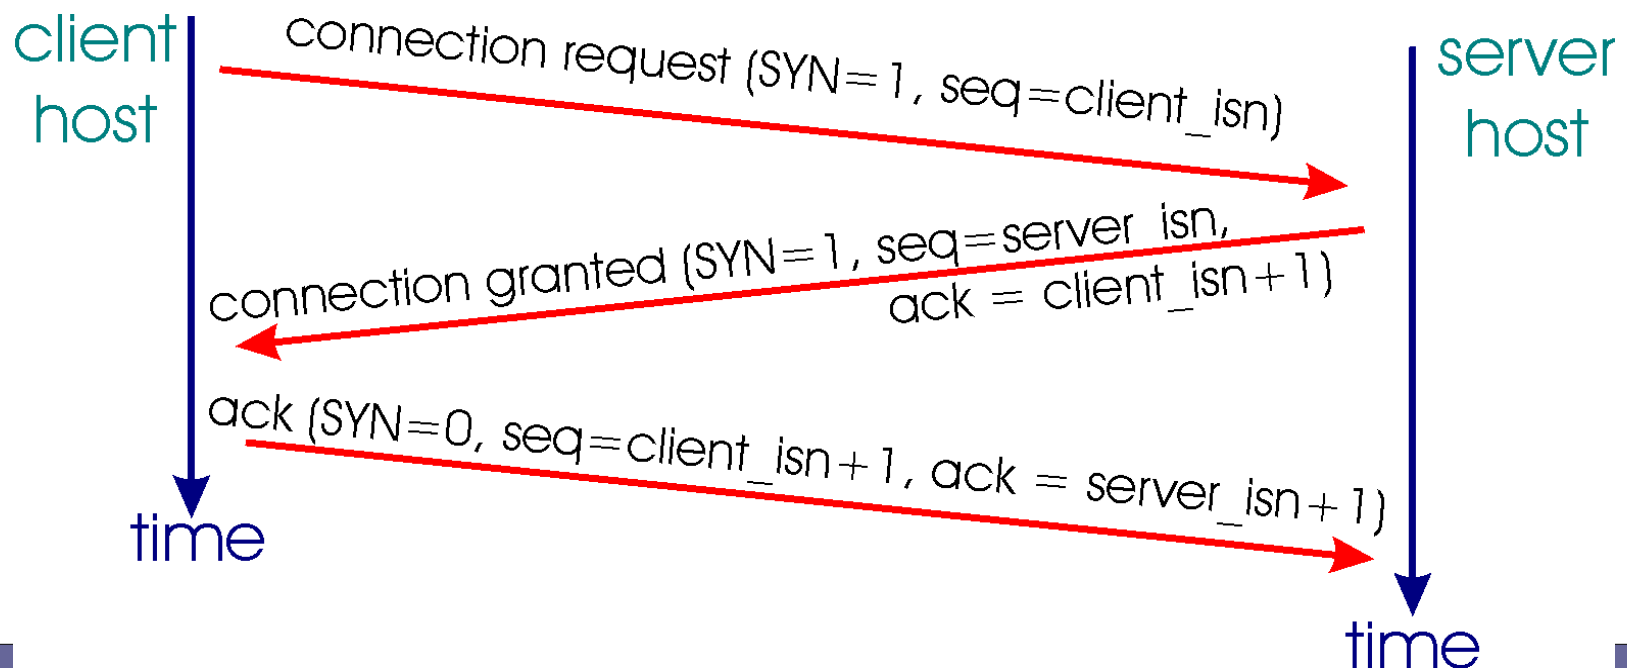 client
host
connection request (SYN=1, seq=client_isn)
server
host
connection granted (SYN=1, seq=server_isn,
ack = client_isn+1)
ack (SYN=0, seq=client_isn+1, ack = server_isn+1)
time
time